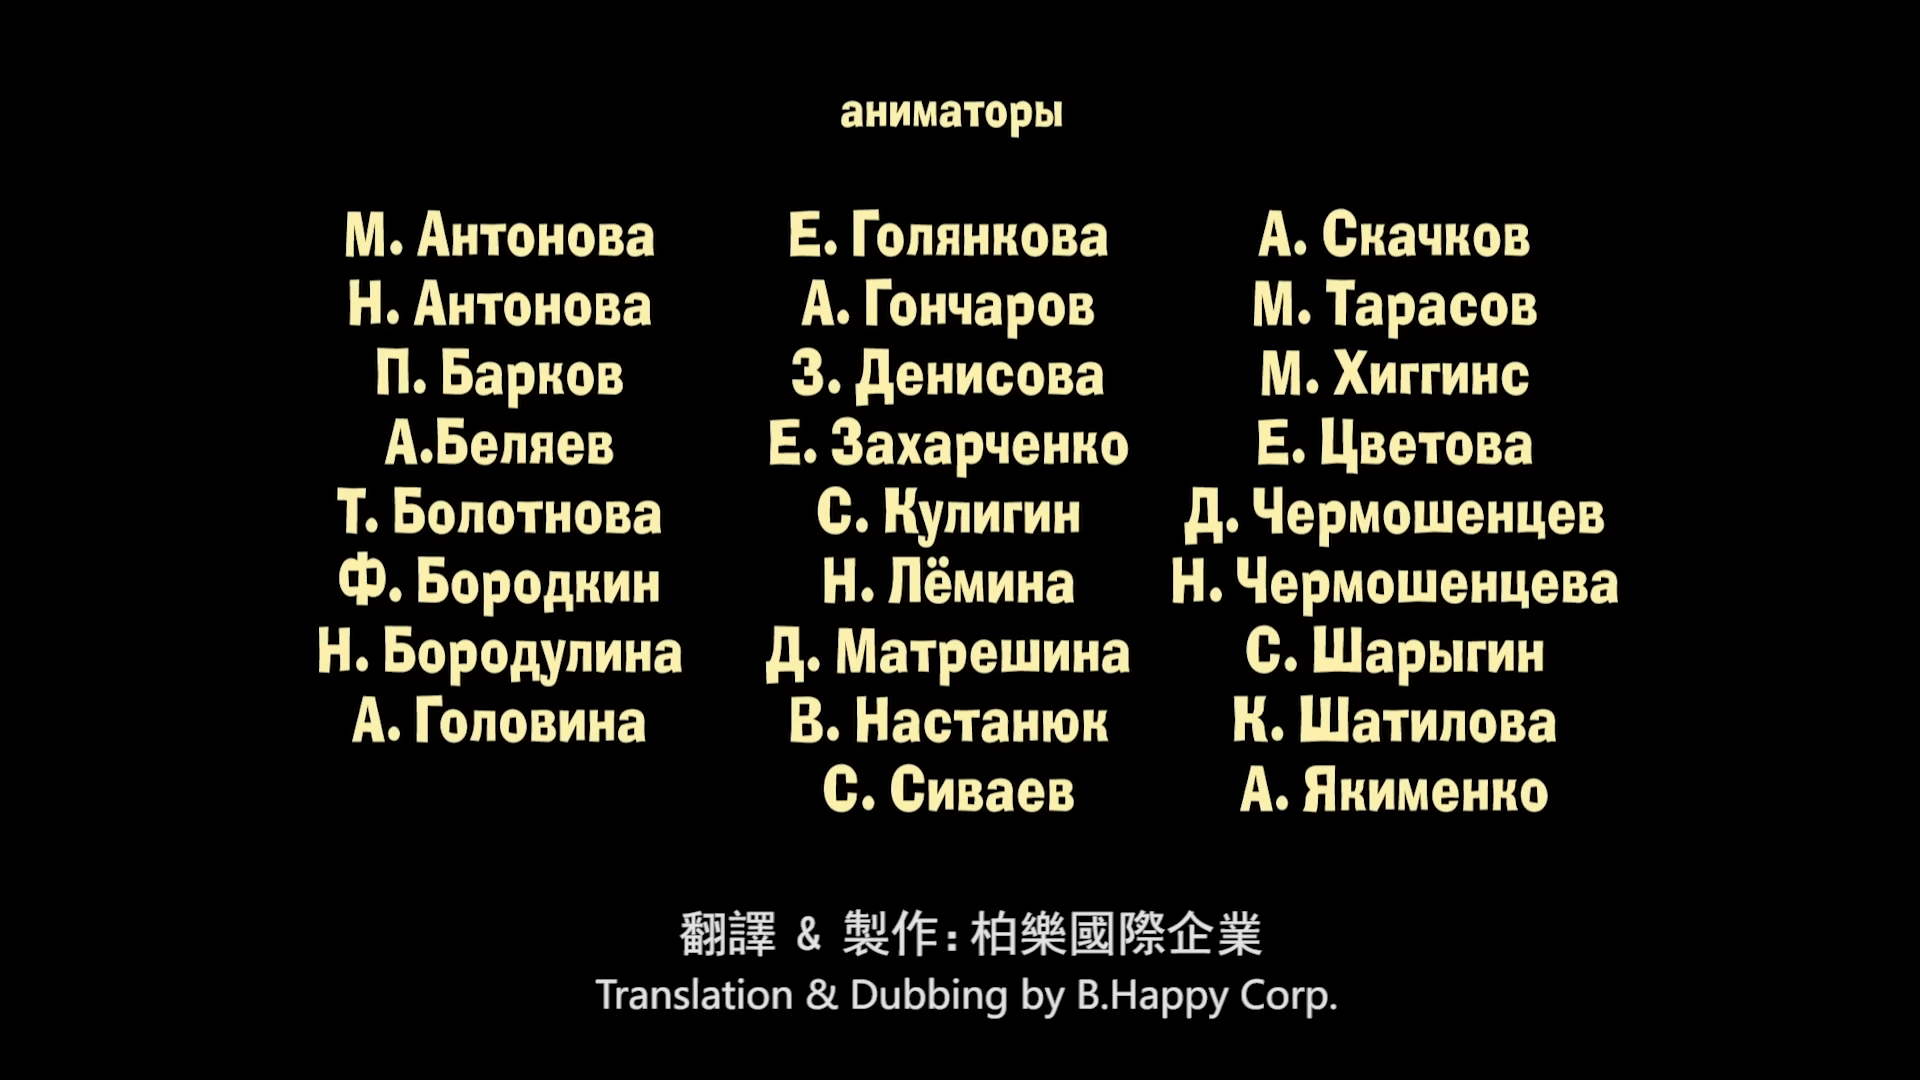 аниматоры
М. Антонова
Н. Антонова
П. Барков
А.Беляев
Т. Болотнова
Ф. Бородкин
Н. Бородулина
А. Головина
Е. Голянкова
А. Гончаров
З. Денисова
Е. Захарченко
С. Кулигин
Н. Лёмина
Д. Матрешина
В. Настанюк
С. Сиваев
А. Скачков
М. Тарасов
М. Хиггинс
Е. Цветова
Д. Чермошенцев
Н. Чермошенцева
С. Шарыгин
К. Шатилова
А. Якименко
翻譯 & 製作: 柏樂國際企業
Translation & Dubbing by B.Happy Corp.